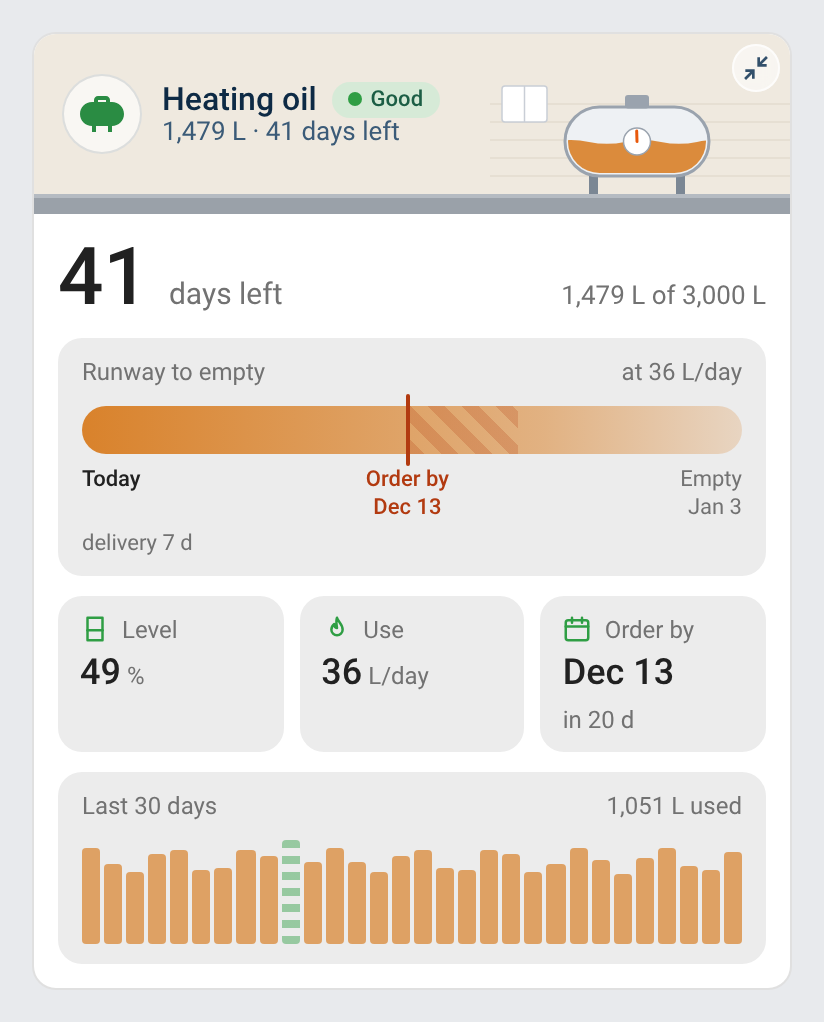 Heating oil
Good
1,479 L · 41 days left
41 days left
1,479 L of 3,000 L
Runway to empty
at 36 L/day
Today
Order by
Dec 13
Empty
Jan 3
delivery 7 d
Level
49 %
Use
36 L/day
Order by
Dec 13
in 20 d
Last 30 days
1,051 L used